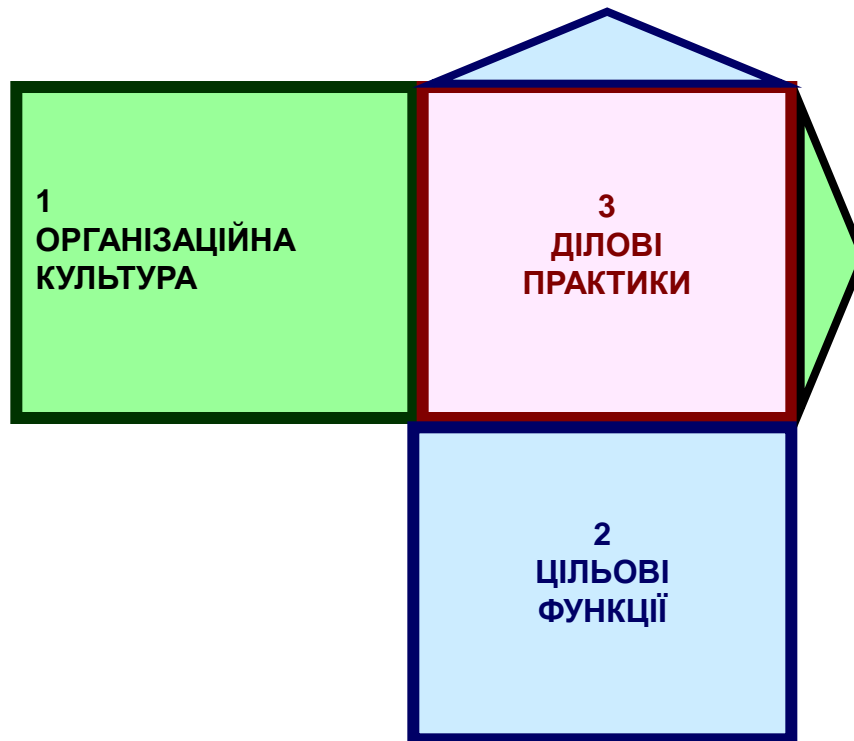 1
ОРГАНІЗАЦІЙНА
КУЛЬТУРА
3
ДІЛОВІ
ПРАКТИКИ
2
ЦІЛЬОВІ
ФУНКЦІЇ